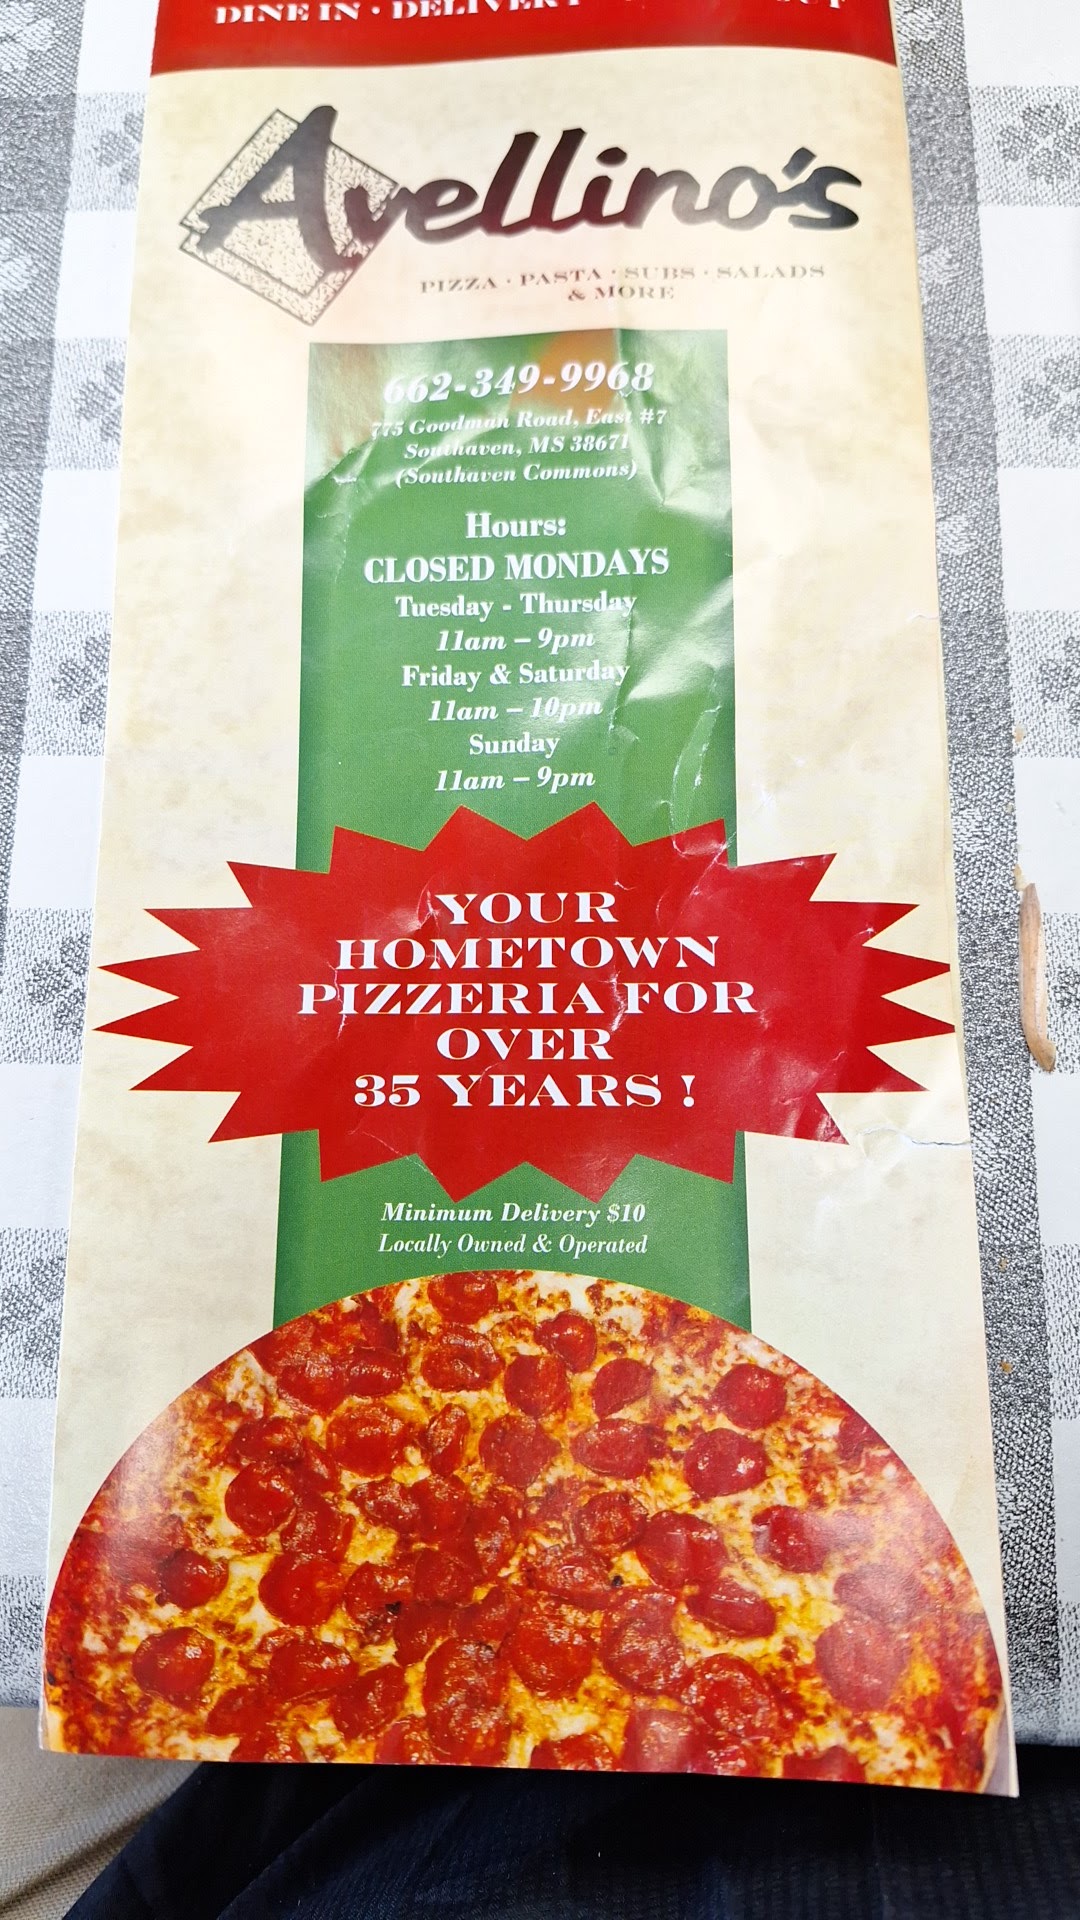 DINE IN · DELIVERY
Avellino's
PIZZA · PASTA · SUBS · SALADS
& MORE
662-349-9968
775 Goodman Road, East #7
Southaven, MS 38671
(Southaven Commons)
Hours:
CLOSED MONDAYS
Tuesday - Thursday
11am – 9pm
Friday & Saturday
11am – 10pm
Sunday
11am – 9pm
YOUR
HOMETOWN
PIZZERIA FOR
OVER
35 YEARS !
Minimum Delivery $10
Locally Owned & Operated